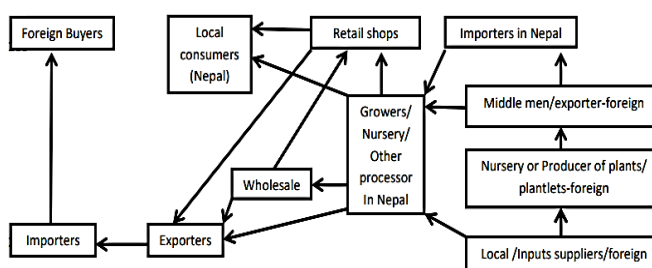 Foreign Buyers
Local
consumers
(Nepal)
Retail shops
Importers in Nepal
Growers/
Nursery/
Other
processor
In Nepal
Middle men/exporter-foreign
Nursery or Producer of plants/
plantlets-foreign
Wholesale
Importers
Exporters
Local /Inputs suppliers/foreign